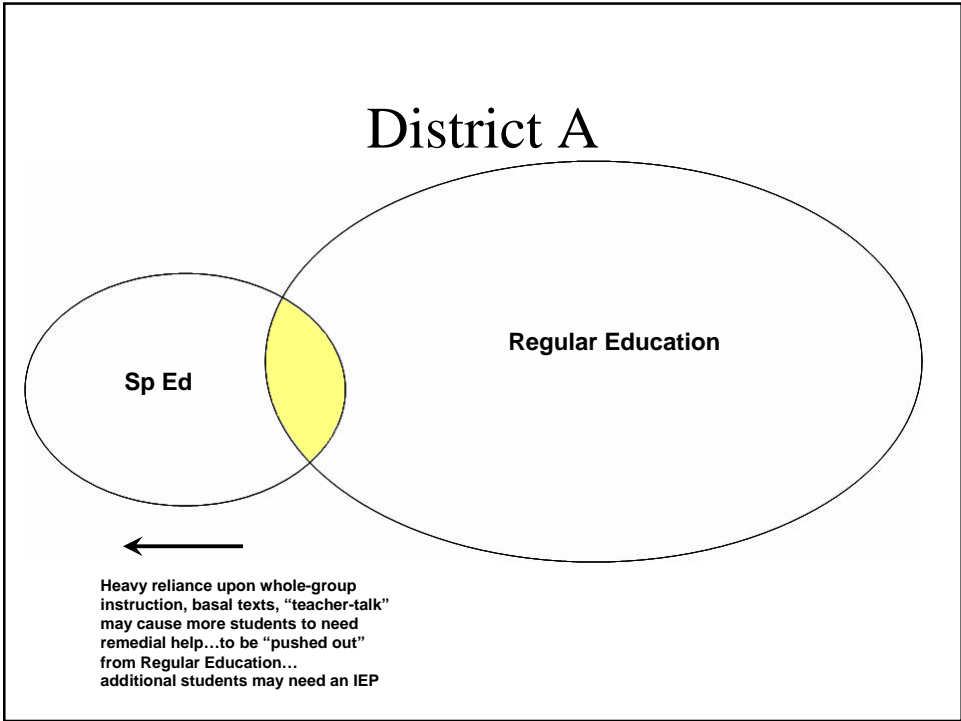 District A
Regular Education
Sp Ed
Heavy reliance upon whole-group
instruction, basal texts, “teacher-talk”
may cause more students to need
remedial help…to be “pushed out”
from Regular Education…
additional students may need an IEP